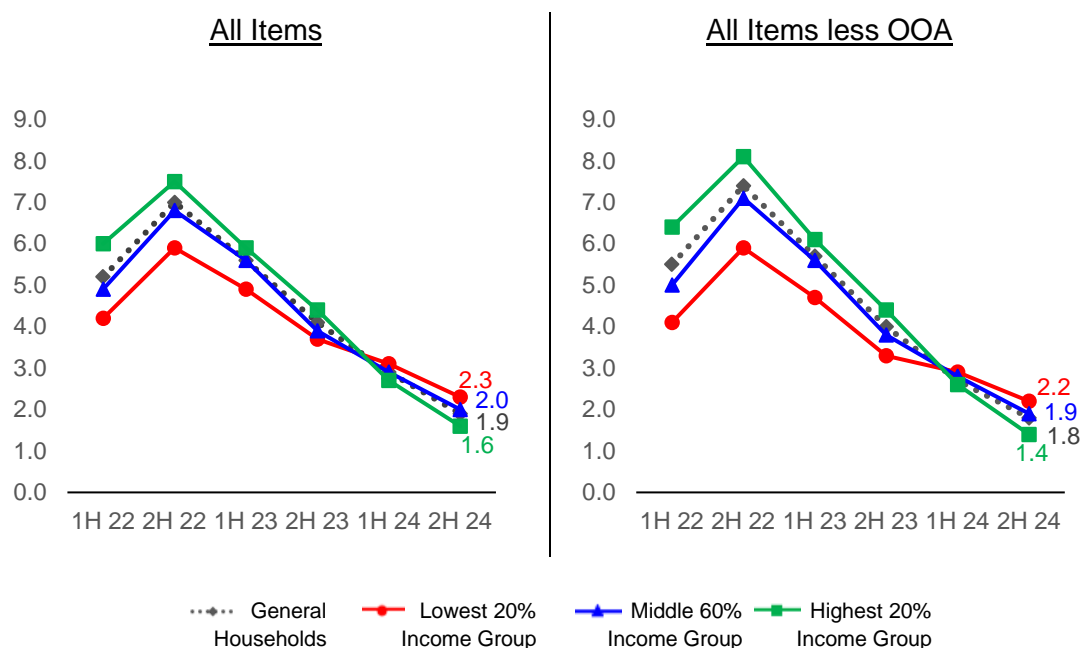 All Items
9.0
8.0
7.0
6.0
5.0
4.0
3.0
2.0
1.0
0.0
2.3
2.0
1.9
1.6
1H 22 2H 22 1H 23 2H 23 1H 24 2H 24
All Items less OOA
9.0
8.0
7.0
6.0
5.0
4.0
3.0
2.0
1.0
0.0
2.2
1.9
1.8
1.4
1H 22 2H 22 1H 23 2H 23 1H 24 2H 24
General
Households
Lowest 20%
Income Group
Middle 60%
Income Group
Highest 20%
Income Group